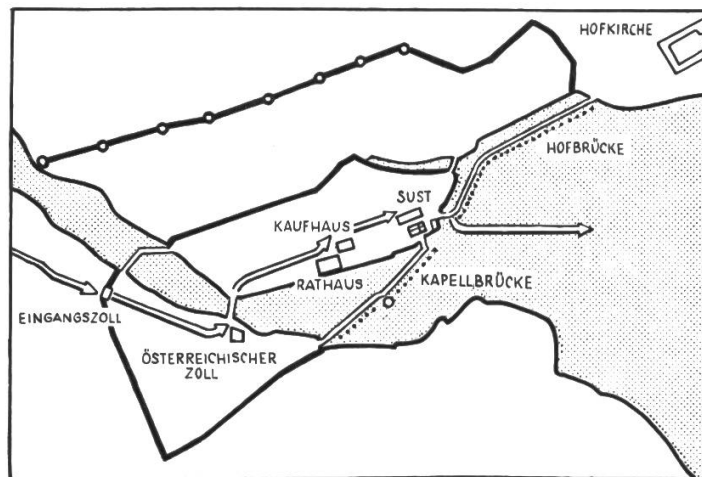 HOFKIRCHE
HOFBRÜCKE
SUST
KAUFHAUS
RATHAUS
KAPELLBRÜCKE
EINGANGSZOLL
ÖSTERREICHISCHER
ZOLL